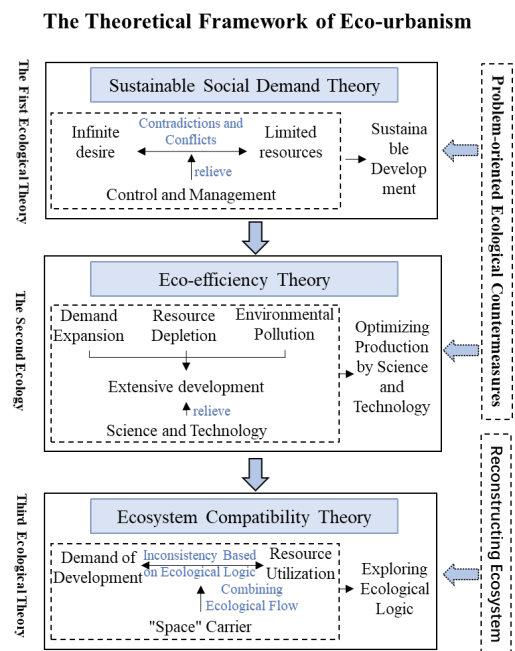 The Theoretical Framework of Eco-urbanism
The First Ecological Theory
Sustainable Social Demand Theory
Infinite
desire
Contradictions and
Conflicts
Limited
resources
relieve
Control and Management
Sustaina
ble
Develop
ment
Problem-oriented Ecological Countermeasures
The Second Ecology
Eco-efficiency Theory
Demand
Expansion
Resource
Depletion
Environmental
Pollution
Extensive development
relieve
Science and Technology
Optimizing
Production
by Science
and
Technology
Third Ecological Theory
Ecosystem Compatibility Theory
Demand of
Development
Inconsistency Based
on Ecological Logic
Resource
Utilization
Combining
Ecological Flow
"Space" Carrier
Exploring
Ecological
Logic
Reconstructing Ecosystem